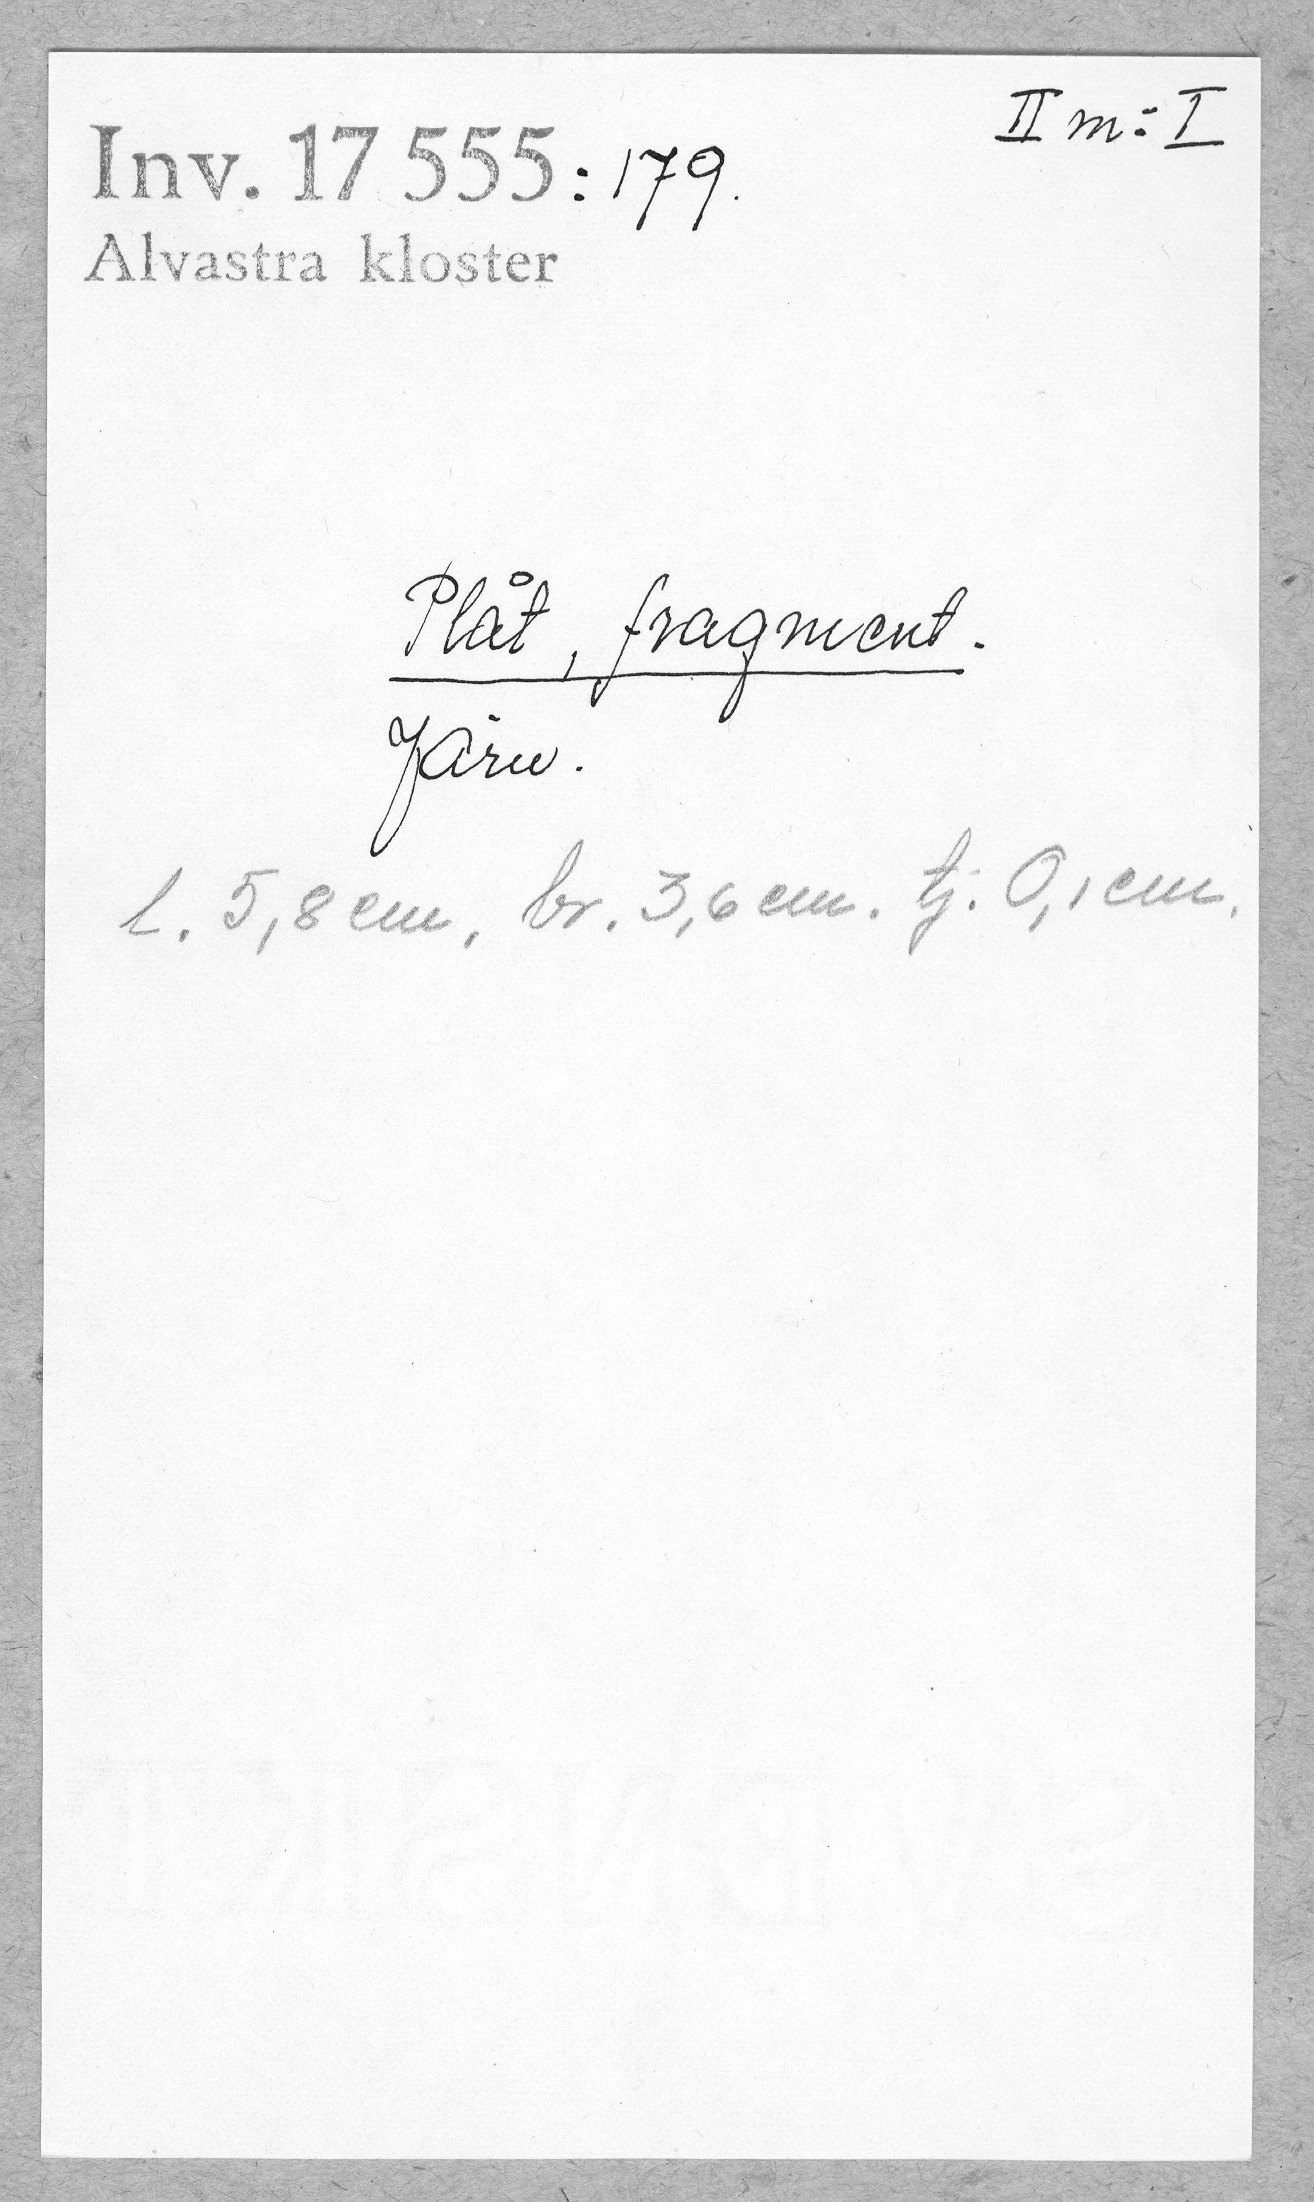 II m: I
Inv. 17 555:179.
Alvastra kloster
Plåt, fragment.
Järn.
l. 5,8 cm, br. 3,6 cm. tj. 0,1 cm.